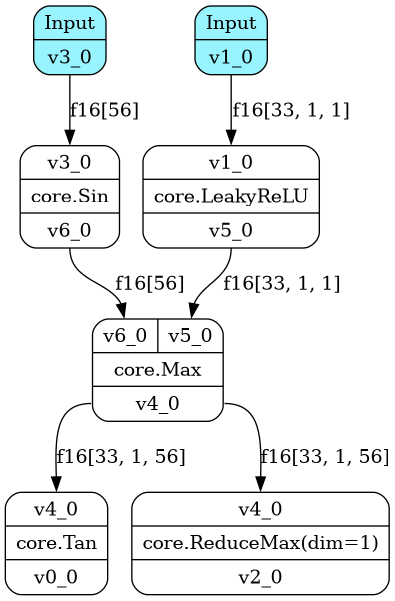 Input
v3_0
Input
v1_0
f16[56]
f16[33, 1, 1]
v3_0
core.Sin
v6_0
v1_0
core.LeakyReLU
v5_0
f16[56]
f16[33, 1, 1]
v6_0 v5_0
core.Max
v4_0
f16[33, 1, 56]
f16[33, 1, 56]
v4_0
core.Tan
v0_0
v4_0
core.ReduceMax(dim=1)
v2_0